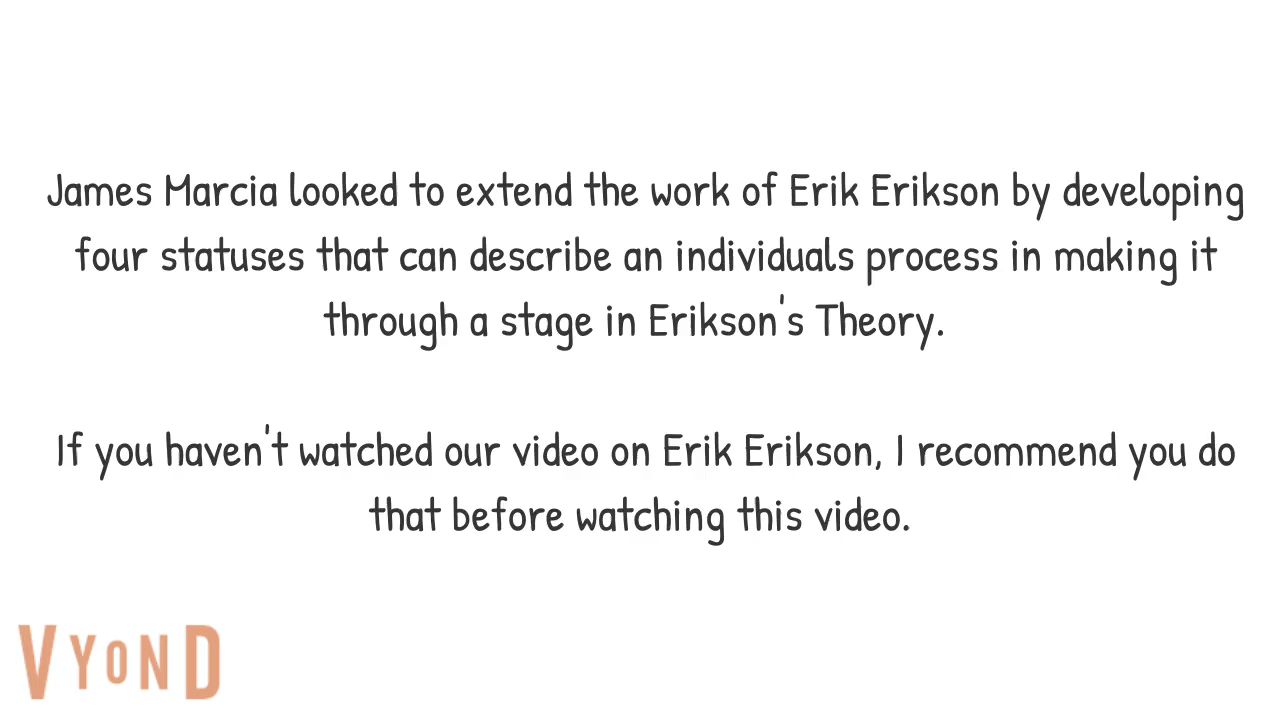 James Marcia looked to extend the work of Erik Erikson by developing
four statuses that can describe an individuals process in making it
through a stage in Erikson's Theory.
If you haven't watched our video on Erik Erikson, I recommend you do
that before watching this video.
VYOND